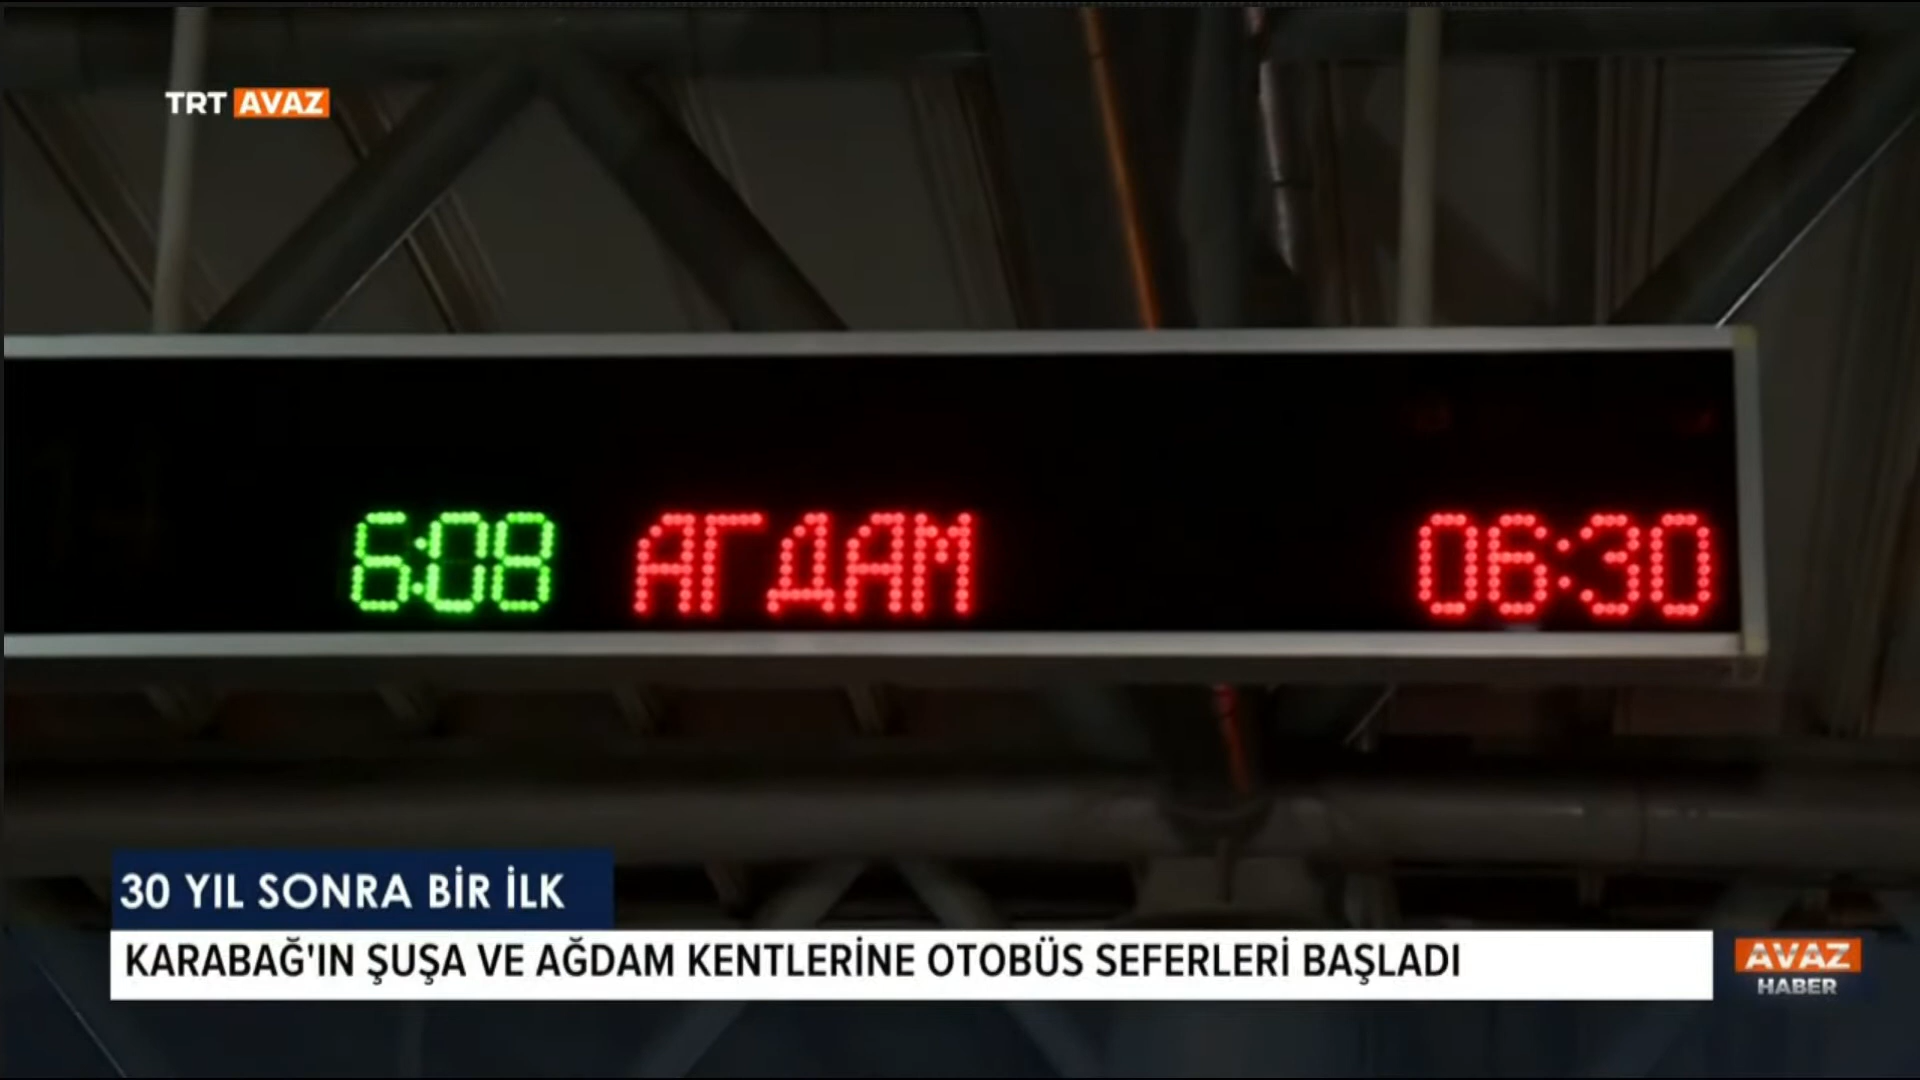 TRT AVAZ
6:08 АГДАМ 06:30
30 YIL SONRA BİR İLK
KARABAĞ'IN ŞUŞA VE AĞDAM KENTLERİNE OTOBÜS SEFERLERİ BAŞLADI
AVAZ
HABER